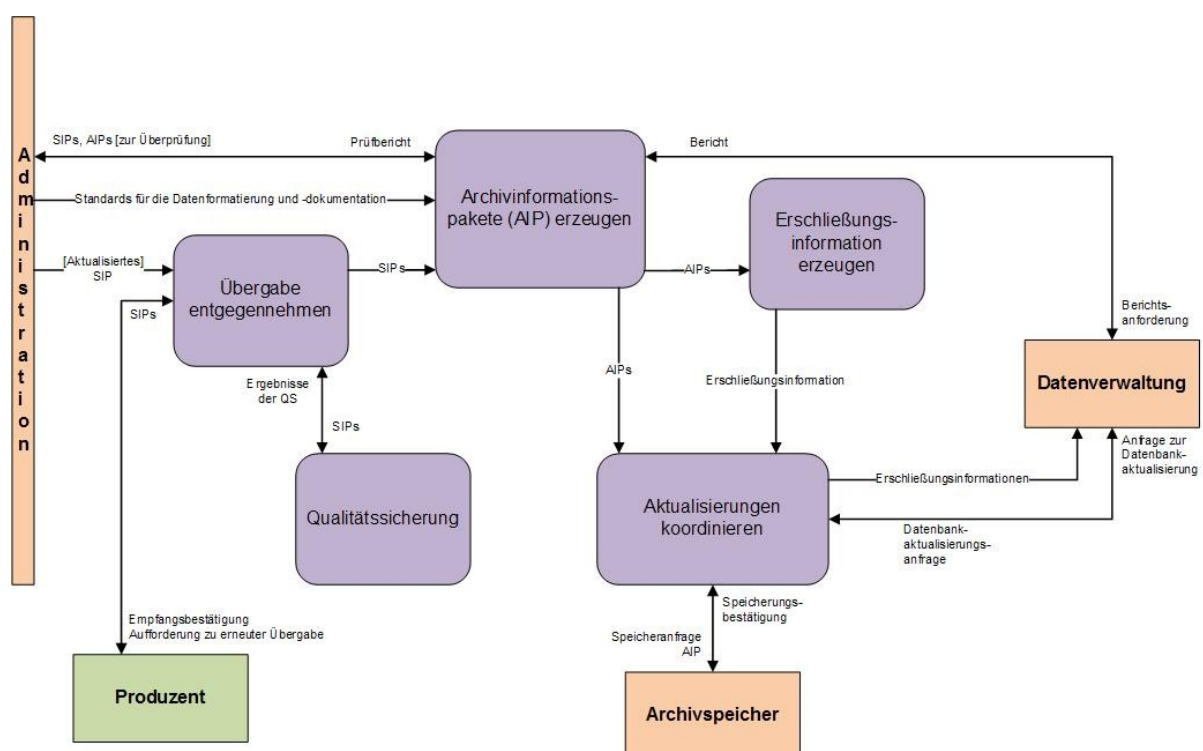 Administration
SIPs, AIPs [zur Überprüfung]
Prüfbericht
Bericht
Archivinformations-
pakete (AIP) erzeugen
Standards für die Datenformatierung und -dokumentation
Erschließungs-
information
erzeugen
[Aktualisiertes]
SIP
SIPs
Übergabe
entgegennehmen
SIPs
AIPs
Berichts-
anforderung
Ergebnisse
der QS
SIPs
AIPs
Erschließungsinformation
Datenverwaltung
Qualitätssicherung
Aktualisierungen
koordinieren
Erschließungsinformationen
Anfrage zur
Datenbank-
aktualisierung
Datenbank-
aktualisierungs-
anfrage
Empfangsbestätigung
Aufforderung zu erneuter Übergabe
Speicherungs-
bestätigung
Speicheranfrage
AIP
Produzent
Archivspeicher